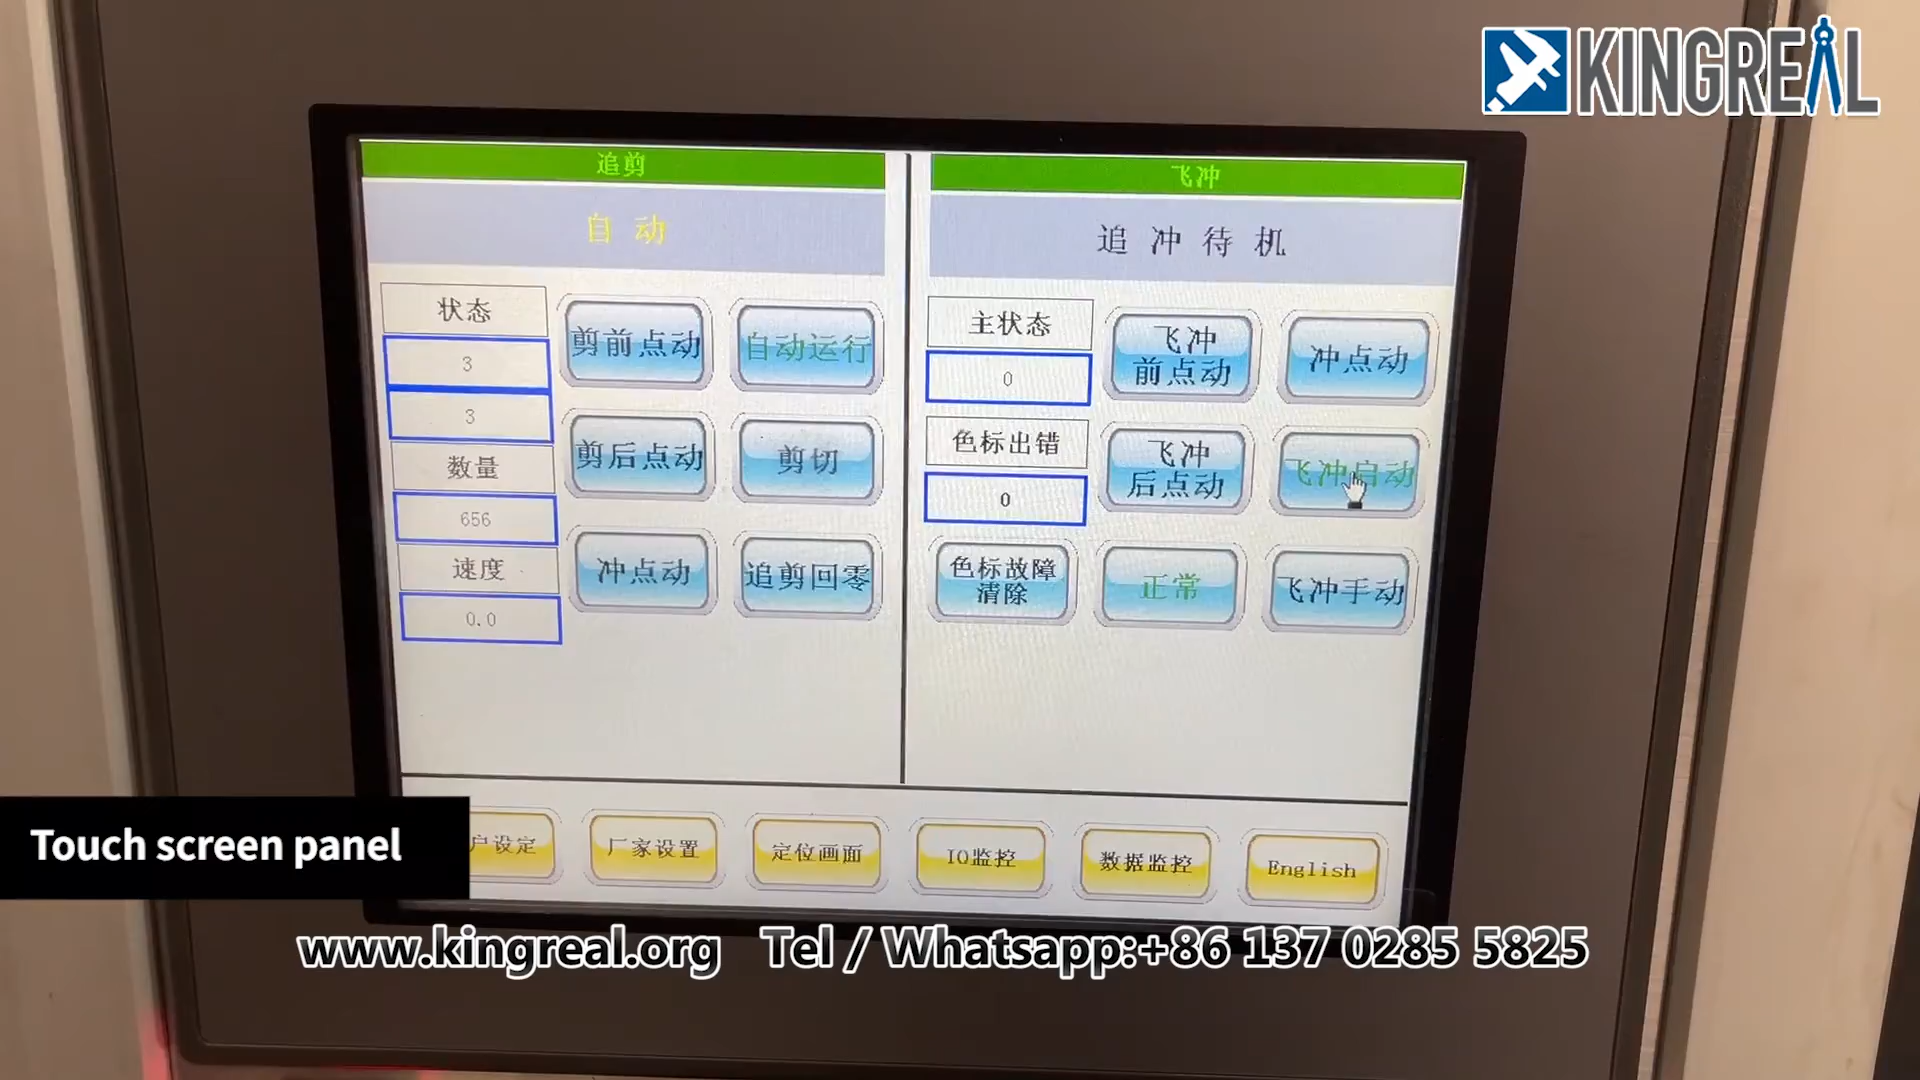 KINGREAL
追剪
自动
状态
3
3
数量
656
速度
0.0
剪前点动
自动运行
剪后点动
剪切
冲点动
追剪回零
飞冲
追冲待机
主状态
0
色标出错
0
飞冲
前点动
冲点动
飞冲
后点动
飞冲启动
色标故障
清除
正常
飞冲手动
户设定
厂家设置
定位画面
IO监控
数据监控
English
Touch screen panel
www.kingreal.org Tel / Whatsapp:+86 137 0285 5825